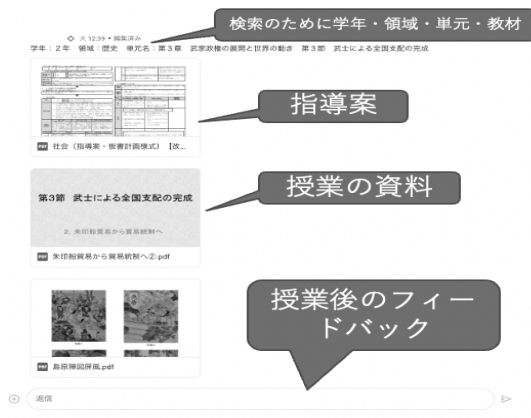 検索のために学年・領域・単元・教材
火 12:39 • 編集済み
学年：２年　領域：歴史　単元名：第３章　武家政権の展開と世界の動き　第３節　武士による全国支配の完成
指導案
PDF 社会（指導案・板書計画様式）【改...
授業の資料
第3節　武士による全国支配の完成
2. 朱印船貿易から貿易統制へ
PDF 朱印船貿易から貿易統制へ②.pdf
授業後のフィー
ドバック
PDF 島原陣図屏風.pdf
返信